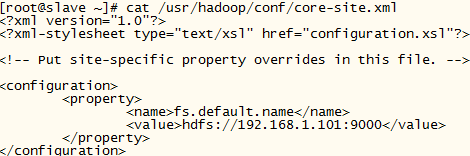 [root@slave ~]# cat /usr/hadoop/conf/core-site.xml
<?xml version="1.0"?>
<?xml-stylesheet type="text/xsl" href="configuration.xsl"?>
<!-- Put site-specific property overrides in this file. -->
<configuration>
<property>
<name>fs.default.name</name>
<value>hdfs://192.168.1.101:9000</value>
</property>
</configuration>